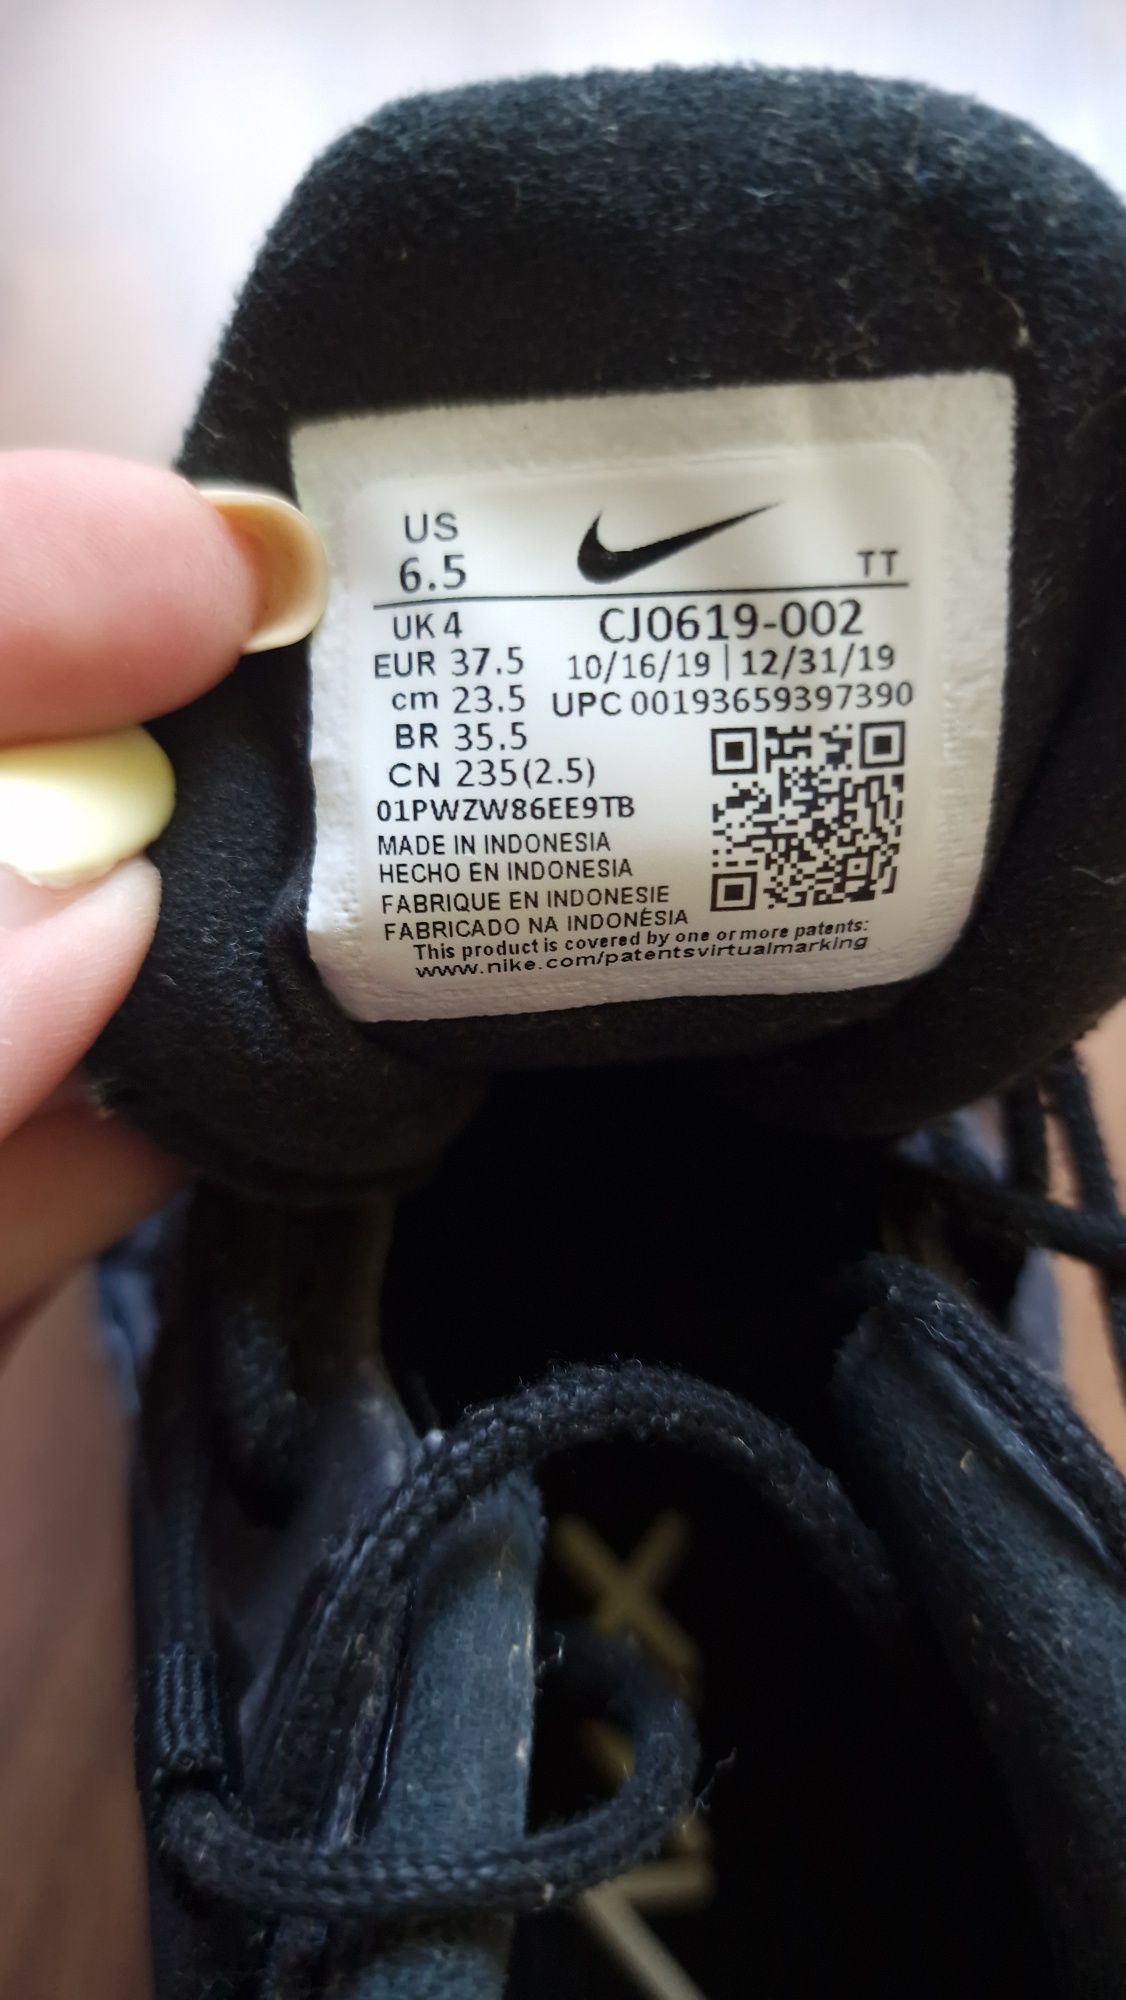 US
6.5
TT
UK 4
CJ0619-002
EUR 37.5
10/16/19 | 12/31/19
cm 23.5
UPC 00193659397390
BR 35.5
CN 235(2.5)
01PWZW86EE9TB
MADE IN INDONESIA
HECHO EN INDONESIA
FABRIQUE EN INDONESIE
FABRICADO NA INDONÉSIA
This product is covered by one or more patents:
www.nike.com/patentsvirtualmarking